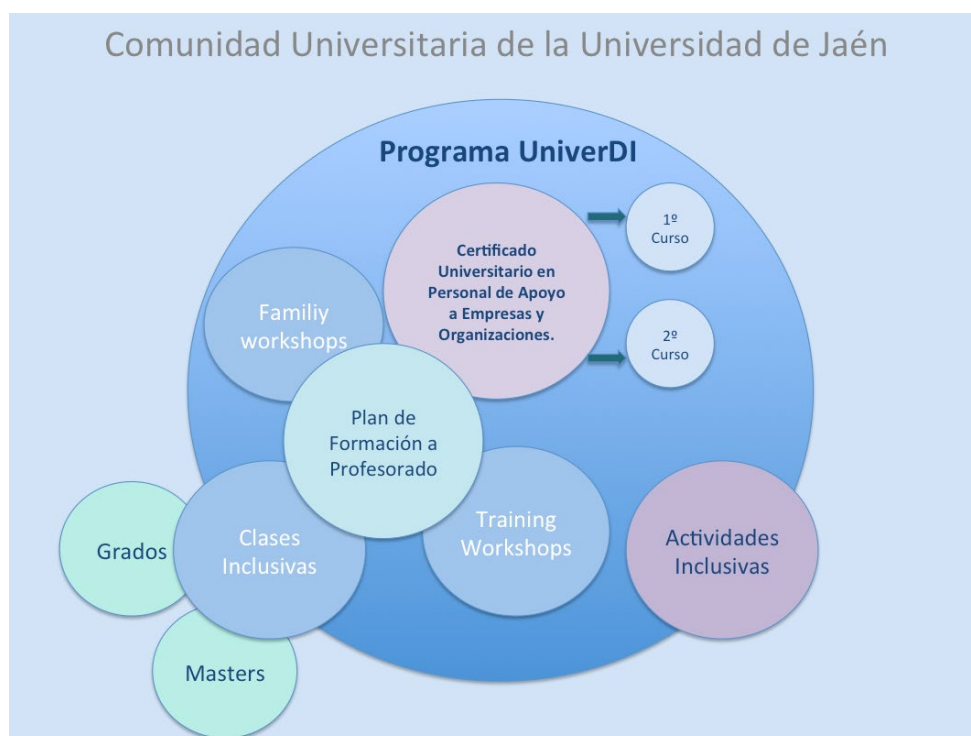 Comunidad Universitaria de la Universidad de Jaén
Programa UniverDI
Certificado
Universitario en
Personal de Apoyo
a Empresas y
Organizaciones.
1º
Curso
2º
Curso
Familiy
workshops
Plan de
Formación a
Profesorado
Grados
Clases
Inclusivas
Training
Workshops
Actividades
Inclusivas
Masters